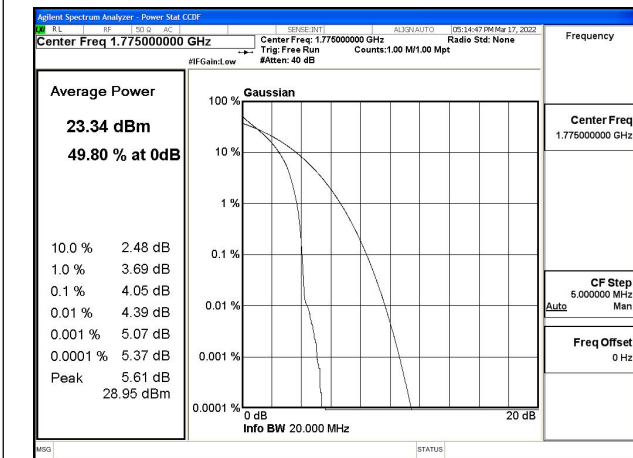 Agilent Spectrum Analyzer - Power Stat CCDF
RL RF 50 Ω AC SENSE:INT ALIGN AUTO 05:14:47 PM Mar 17, 2022
Center Freq 1.775000000 GHz
Center Freq: 1.775000000 GHz Radio Std: None
Trig: Free Run Counts:1.00 M/1.00 Mpt
#IFGain:Low #Atten: 40 dB
Frequency
Average Power
23.34 dBm
49.80 % at 0dB
10.0 % 2.48 dB
1.0 % 3.69 dB
0.1 % 4.05 dB
0.01 % 4.39 dB
0.001 % 5.07 dB
0.0001 % 5.37 dB
Peak 5.61 dB
28.95 dBm
Gaussian
100 %
10 %
1 %
0.1 %
0.01 %
0.001 %
0.0001 %
0 dB 20 dB
Info BW 20.000 MHz
Center Freq
1.775000000 GHz
CF Step
5.000000 MHz
Auto Man
Freq Offset
0 Hz
MSG STATUS